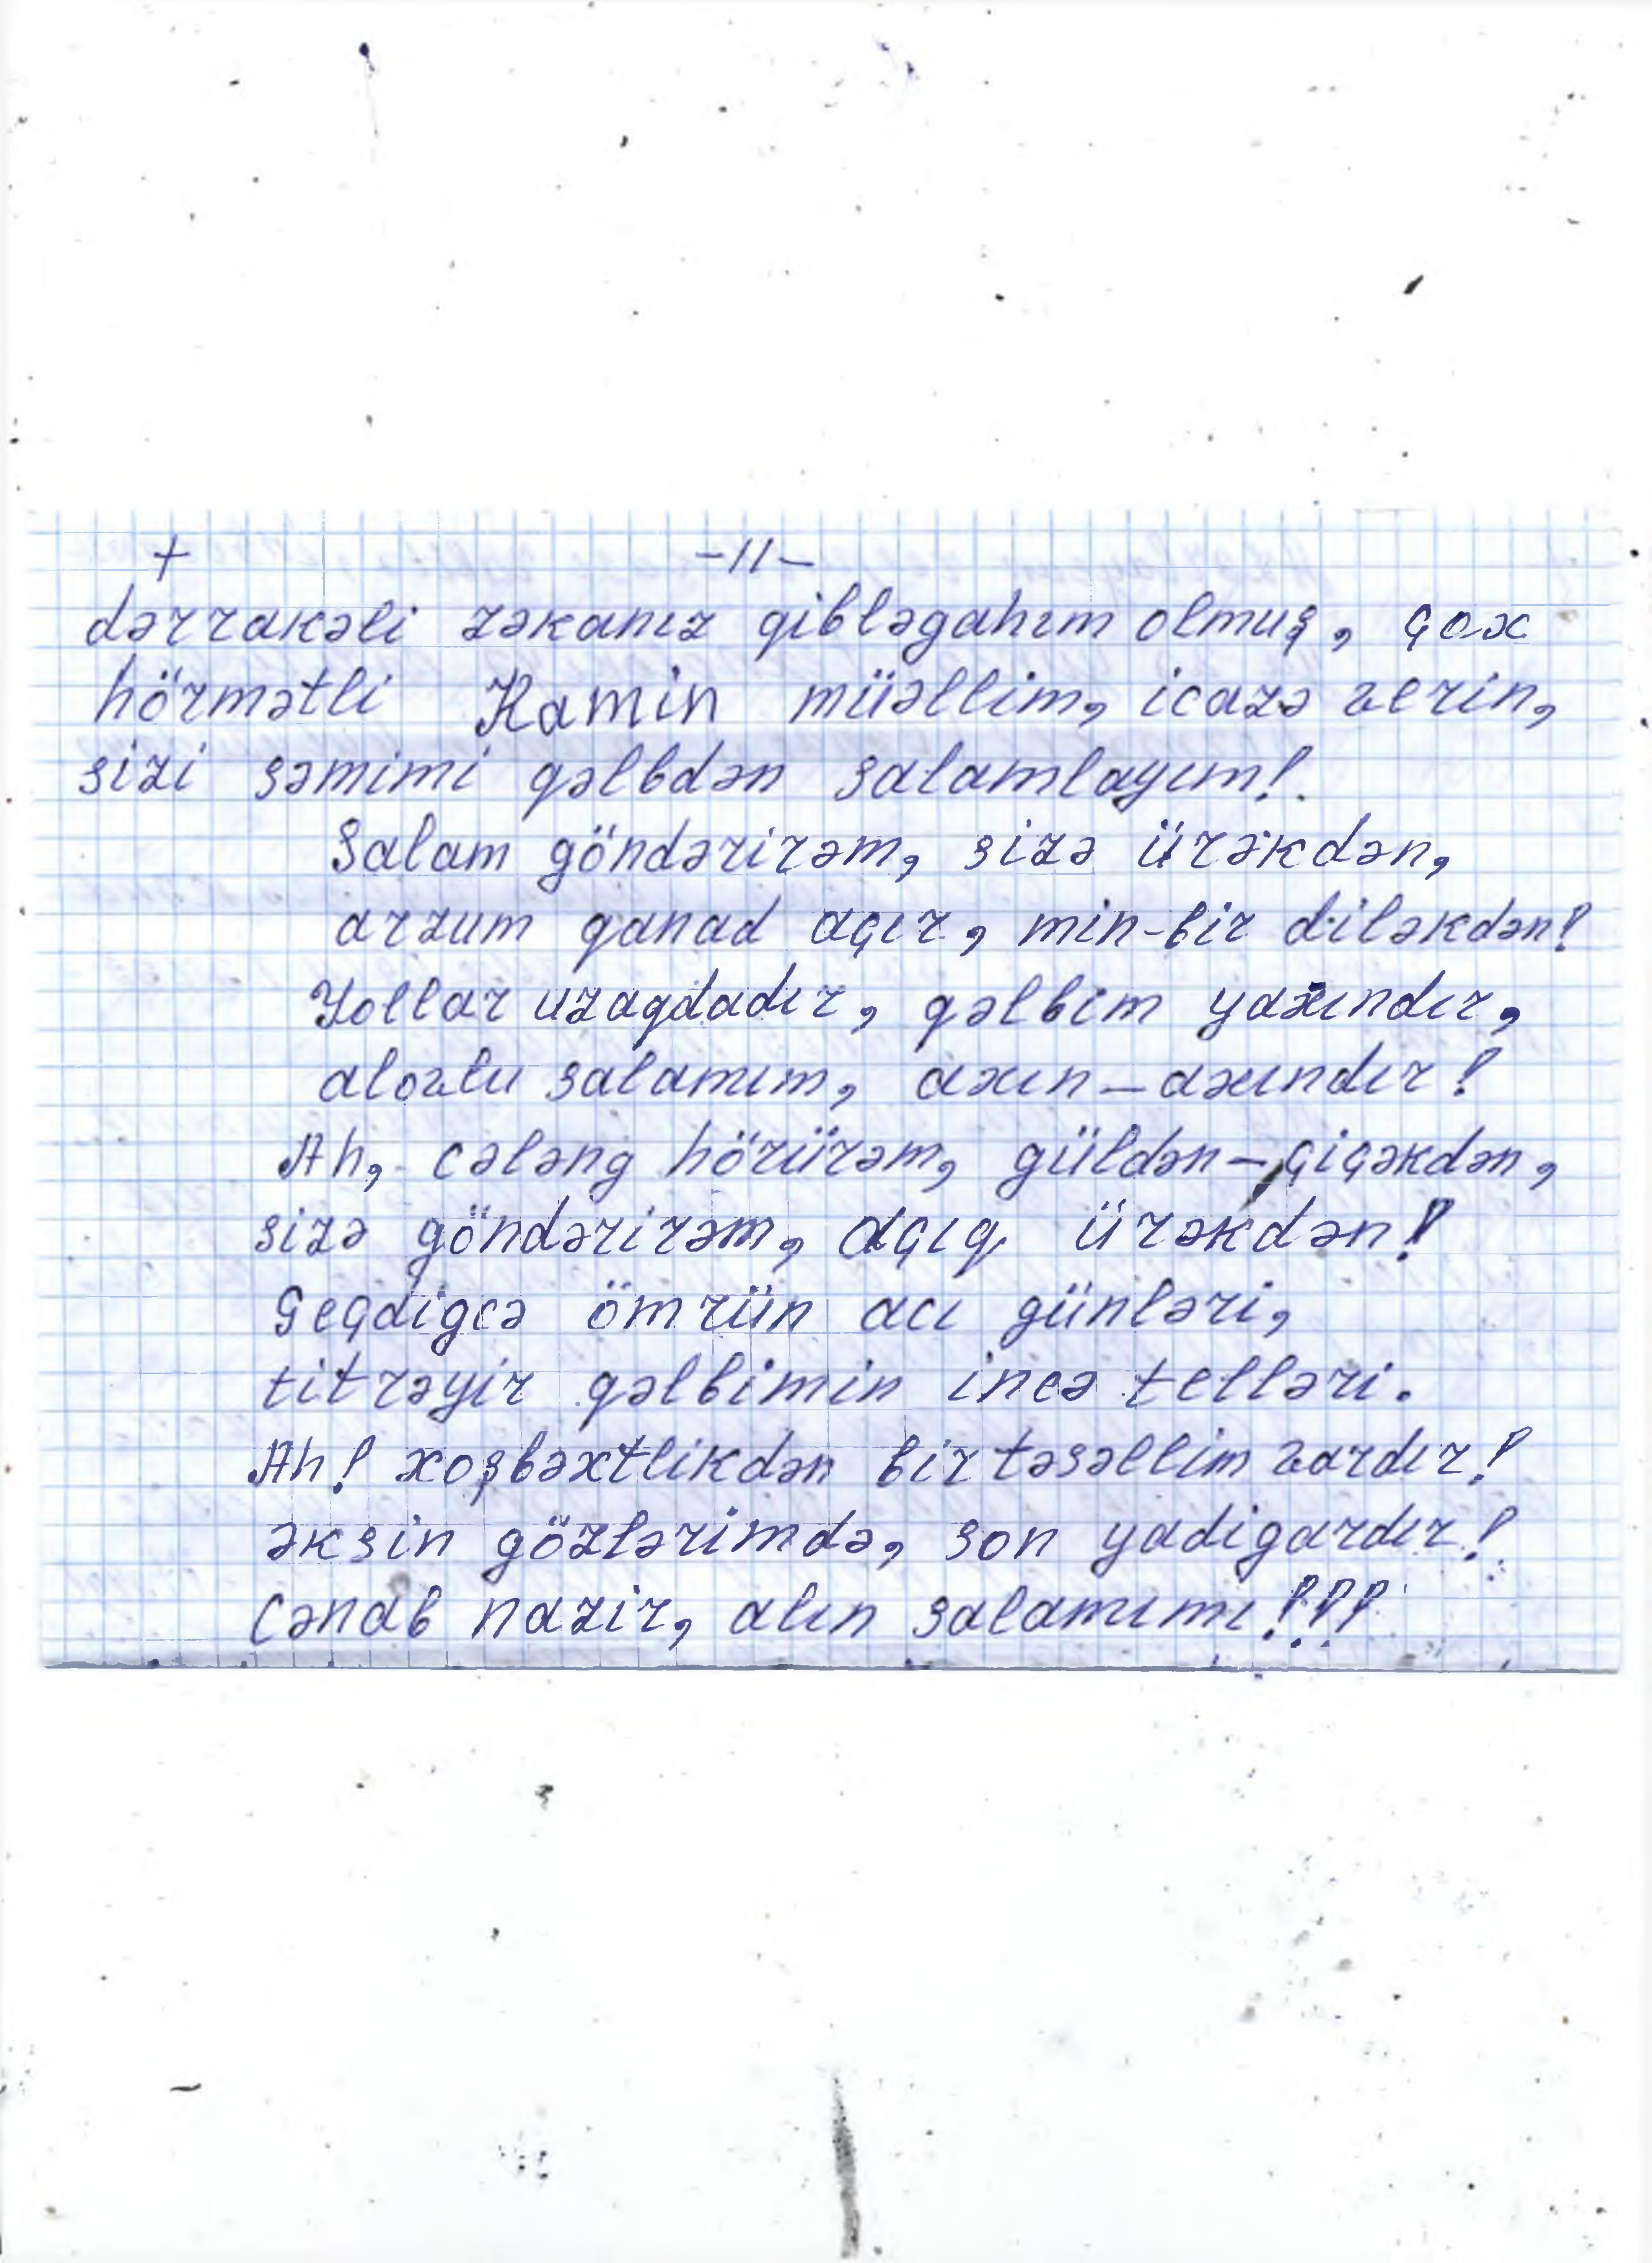 + -11-
dərrakəli zəkanız qibləgahım olmuş, çox
hörmətli Kamin müəllim, icazə verin,
sizi səmimi qəlbdən salamlayım!
Salam göndərirəm, sizə ürəkdən,
arzum qanad açır, min-bir diləkdən!
Yollar uzaqdadır, qəlbim yaxındır,
alovlu salamım, axın-axındır!
Ah, cələng hörürəm, güldən-çiçəkdən,
sizə göndərirəm, açıq ürəkdən!
Geçdigcə ömrün acı günləri,
titrəyir qəlbimin incə telləri.
Ah! xoşbəxtlikdən bir təsəllim vardır!
əksin gözlərimdə, son yadigardır!
Cənab nazir, alın salamımı!!!